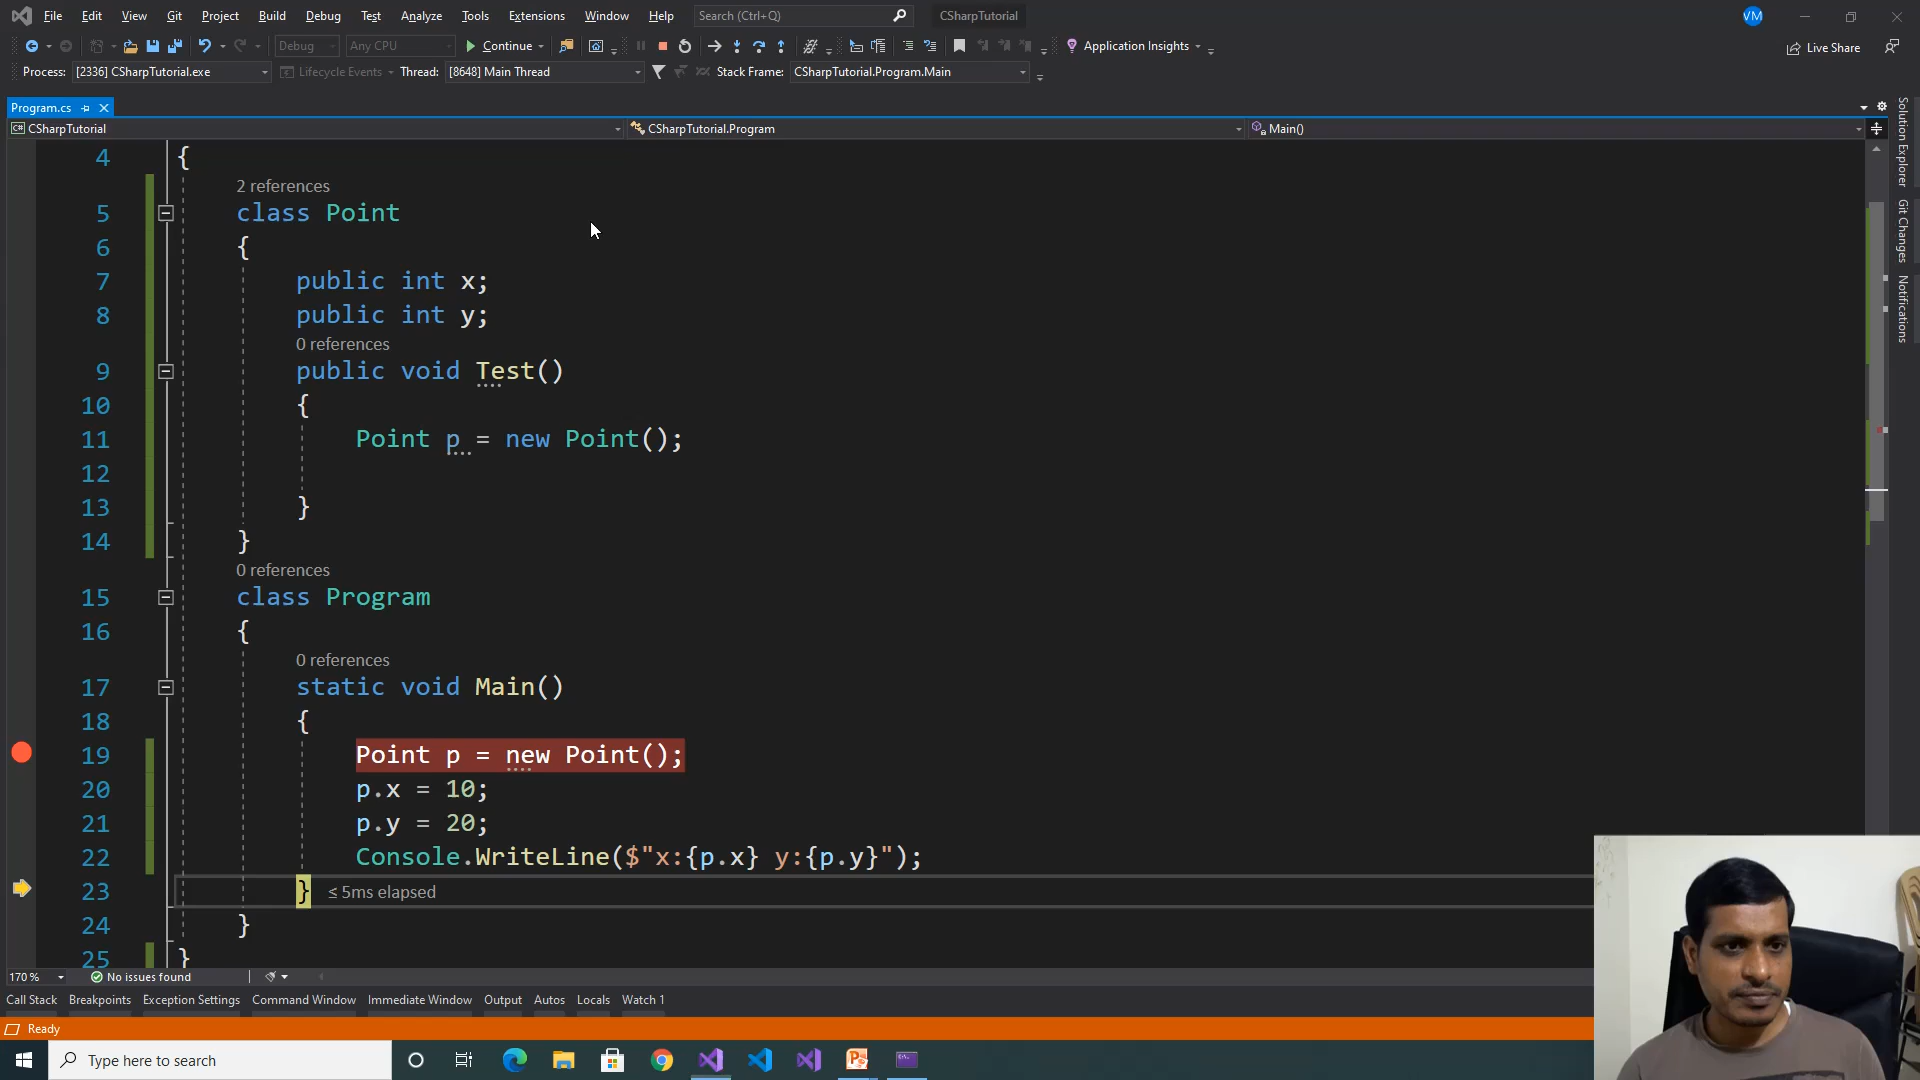 File Edit View Git Project Build Debug Test Analyze Tools Extensions Window Help Search (Ctrl+Q) CSharpTutorial VM
Debug Any CPU Continue Application Insights Live Share
Process: [2336] CSharpTutorial.exe Lifecycle Events Thread: [8648] Main Thread Stack Frame: CSharpTutorial.Program.Main
Program.cs
C# CSharpTutorial CSharpTutorial.Program Main()
4 {
2 references
5 class Point
6 {
7 public int x;
8 public int y;
0 references
9 public void Test()
10 {
11 Point p = new Point();
12
13 }
14 }
0 references
15 class Program
16 {
0 references
17 static void Main()
18 {
19 Point p = new Point();
20 p.x = 10;
21 p.y = 20;
22 Console.WriteLine($"x:{p.x} y:{p.y}");
23 } ≤ 5ms elapsed
24 }
25 }
170 % No issues found
Call Stack Breakpoints Exception Settings Command Window Immediate Window Output Autos Locals Watch 1
Ready
Type here to search
Solution Explorer
Git Changes
Notifications